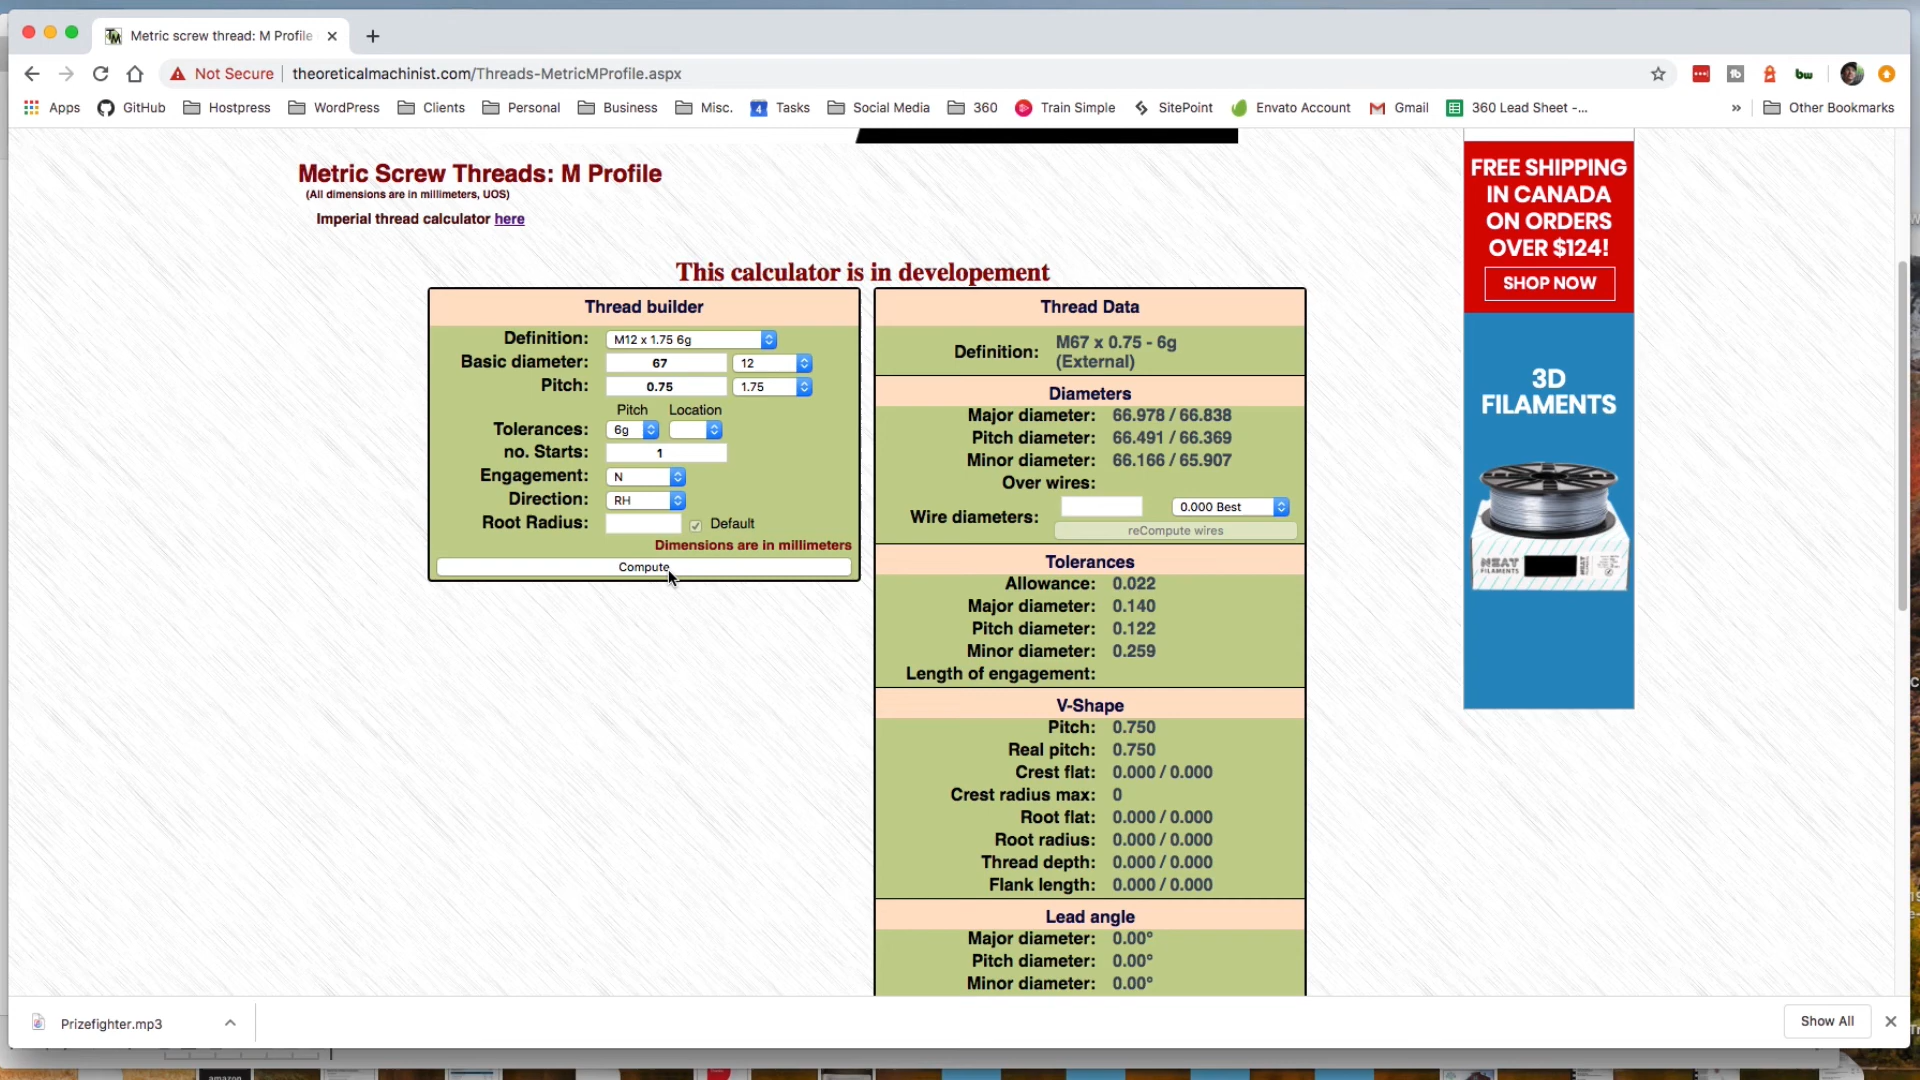 Metric screw thread: M Profile
Not Secure theoreticalmachinist.com/Threads-MetricMProfile.aspx
bw
Apps GitHub Hostpress WordPress Clients Personal Business Misc. 4 Tasks Social Media 360 Train Simple SitePoint Envato Account Gmail 360 Lead Sheet -... » Other Bookmarks
Metric Screw Threads: M Profile
(All dimensions are in millimeters, UOS)
Imperial thread calculator here
This calculator is in developement
Thread builder
Definition: M12 x 1.75 6g
Basic diameter: 67 12
Pitch: 0.75 1.75
Pitch Location
Tolerances: 6g
no. Starts: 1
Engagement: N
Direction: RH
Root Radius: Default
Dimensions are in millimeters
Compute
Thread Data
Definition: M67 x 0.75 - 6g
(External)
Diameters
Major diameter: 66.978 / 66.838
Pitch diameter: 66.491 / 66.369
Minor diameter: 66.166 / 65.907
Over wires:
Wire diameters: 0.000 Best
reCompute wires
Tolerances
Allowance: 0.022
Major diameter: 0.140
Pitch diameter: 0.122
Minor diameter: 0.259
Length of engagement:
V-Shape
Pitch: 0.750
Real pitch: 0.750
Crest flat: 0.000 / 0.000
Crest radius max: 0
Root flat: 0.000 / 0.000
Root radius: 0.000 / 0.000
Thread depth: 0.000 / 0.000
Flank length: 0.000 / 0.000
Lead angle
Major diameter: 0.00°
Pitch diameter: 0.00°
Minor diameter: 0.00°
FREE SHIPPING
IN CANADA
ON ORDERS
OVER $124!
SHOP NOW
3D
FILAMENTS
Prizefighter.mp3
Show All
amazon